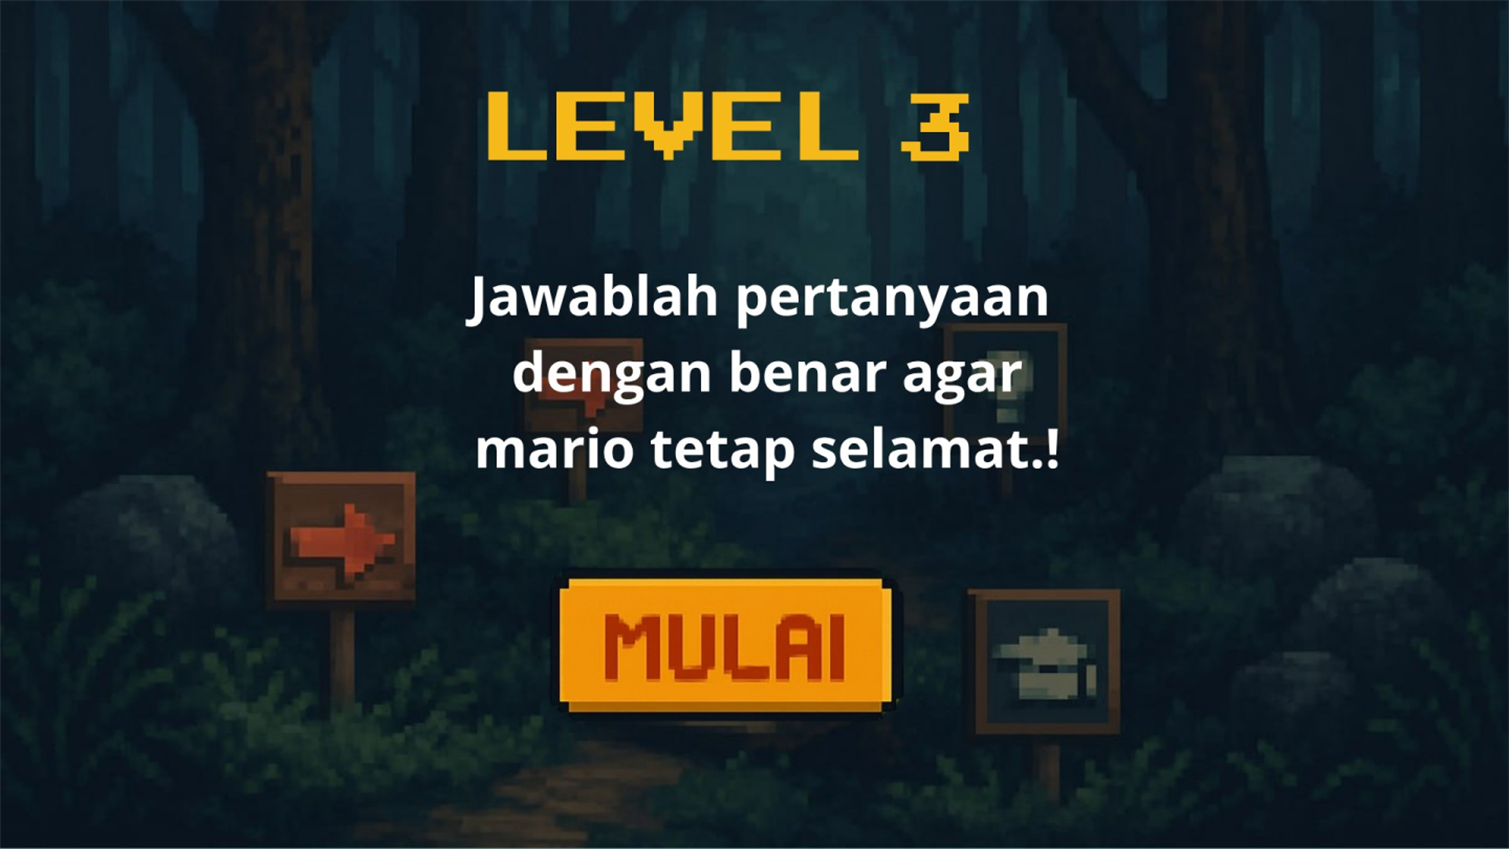 LEVEL 3
Jawablah pertanyaan
dengan benar agar
mario tetap selamat.!
MULAI